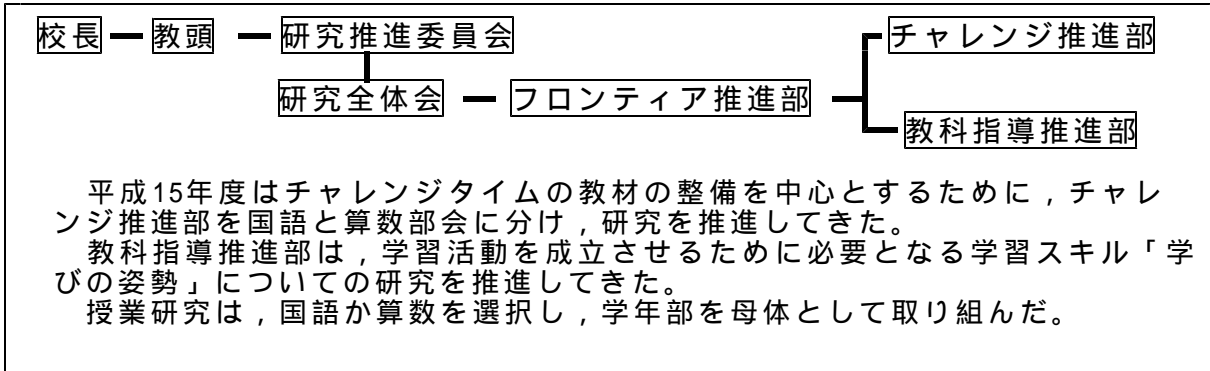 校長 教頭 研究推進委員会 チャレンジ推進部
研究全体会 フロンティア推進部
教科指導推進部
平成15年度はチャレンジタイムの教材の整備を中心とするために，チャレ
ンジ推進部を国語と算数部会に分け，研究を推進してきた。
教科指導推進部は，学習活動を成立させるために必要となる学習スキル「学
びの姿勢」についての研究を推進してきた。
授業研究は，国語か算数を選択し，学年部を母体として取り組んだ。